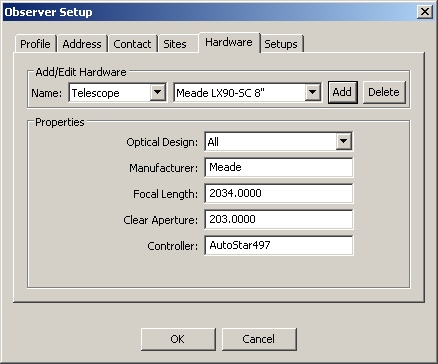 Observer Setup
Profile Address Contact Sites Hardware Setups
Add/Edit Hardware
Name: Telescope Meade LX90-SC 8" Add Delete
Properties
Optical Design: All
Manufacturer: Meade
Focal Length: 2034.0000
Clear Aperture: 203.0000
Controller: AutoStar497
OK Cancel